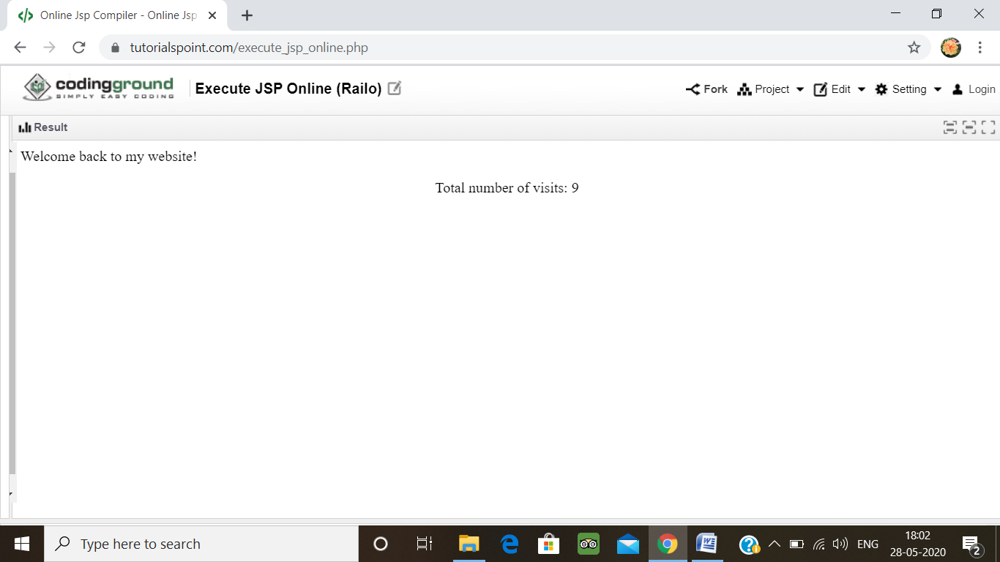 Online Jsp Compiler - Online Jsp
tutorialspoint.com/execute_jsp_online.php
codingground
SIMPLY EASY CODING
Execute JSP Online (Railo)
Fork Project Edit Setting Login
Result
Welcome back to my website!
Total number of visits: 9
Type here to search
ENG
18:02
28-05-2020
2